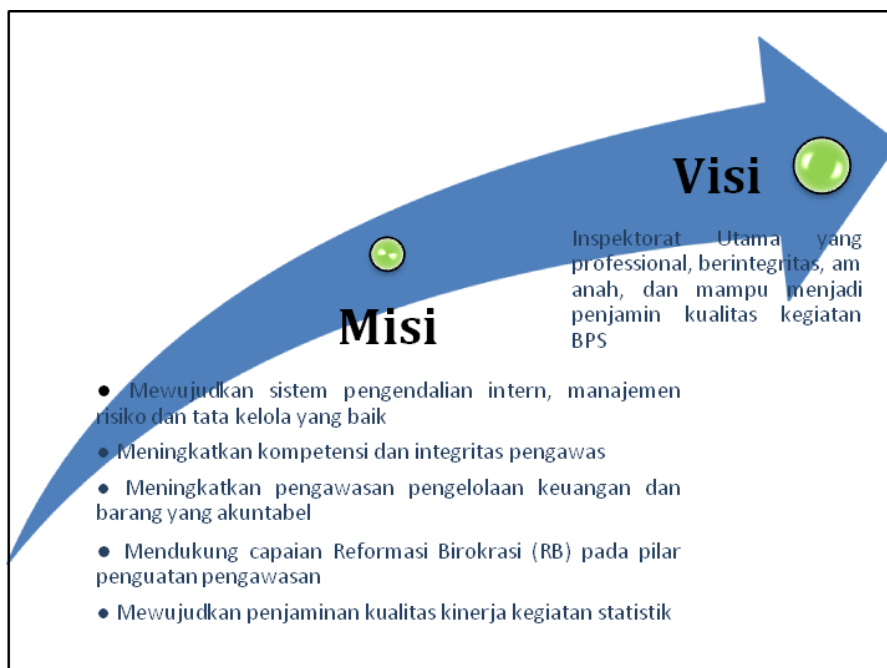 Visi
Inspektorat Utama yang
professional, berintegritas, am
anah, dan mampu menjadi
penjamin kualitas kegiatan
BPS
Misi
● Mewujudkan sistem pengendalian intern, manajemen
risiko dan tata kelola yang baik
● Meningkatkan kompetensi dan integritas pengawas
● Meningkatkan pengawasan pengelolaan keuangan dan
barang yang akuntabel
● Mendukung capaian Reformasi Birokrasi (RB) pada pilar
penguatan pengawasan
● Mewujudkan penjaminan kualitas kinerja kegiatan statistik